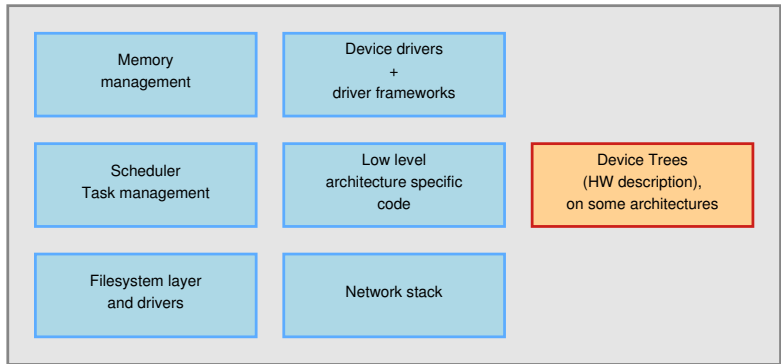 Memory
management
Device drivers
+
driver frameworks
Scheduler
Task management
Low level
architecture specific
code
Device Trees
(HW description),
on some architectures
Filesystem layer
and drivers
Network stack